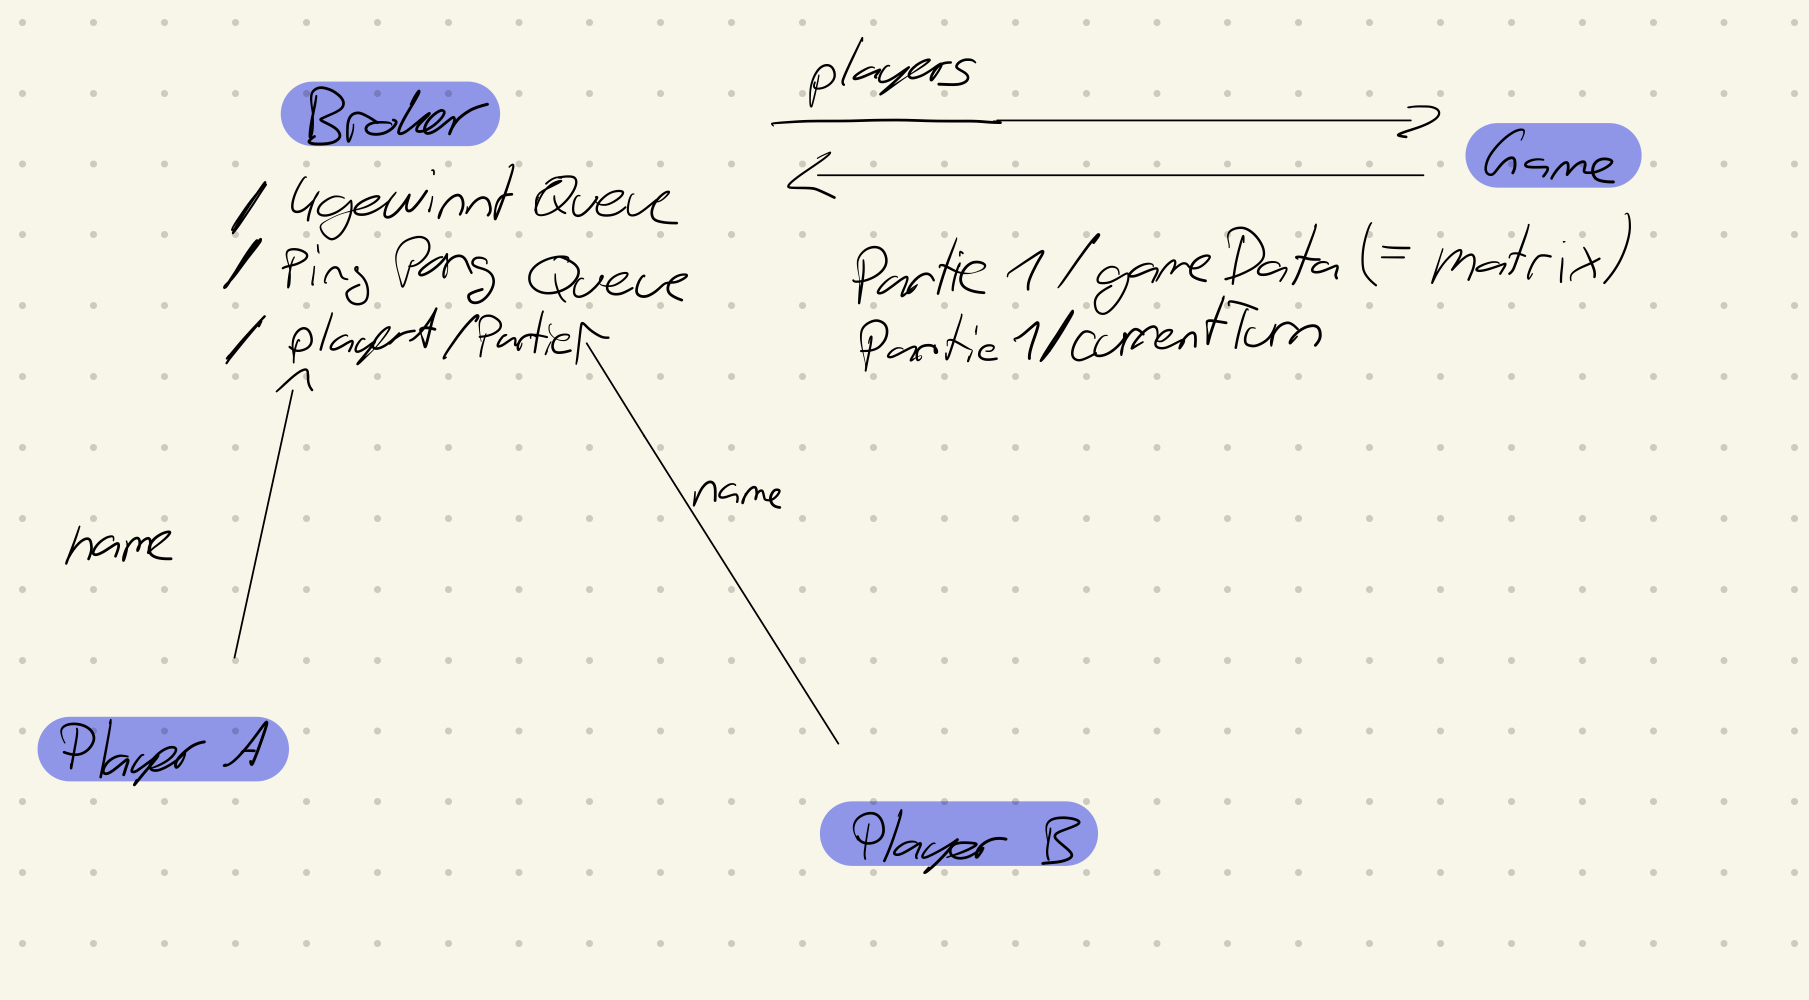 players
Broker
Game
/ 4gewinnt Queue
/ Ping Pong Queue
/ playerA/Partie1
Partie 1/gameData (= matrix)
Partie 1/currentTurn
name
name
Player A
Player B